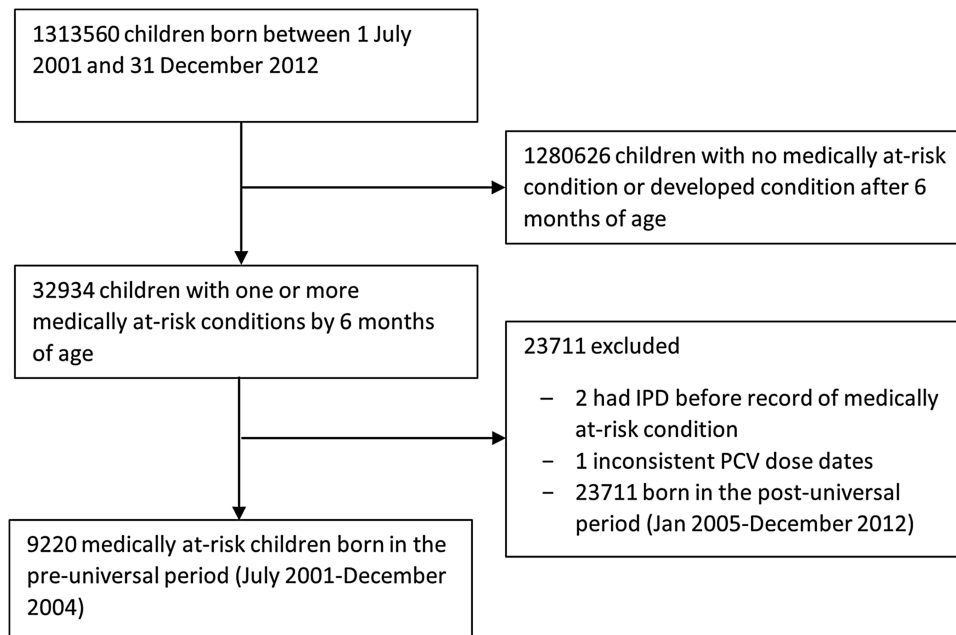 1313560 children born between 1 July
2001 and 31 December 2012
1280626 children with no medically at-risk
condition or developed condition after 6
months of age
32934 children with one or more
medically at-risk conditions by 6 months
of age
23711 excluded
– 2 had IPD before record of medically
at-risk condition
– 1 inconsistent PCV dose dates
– 23711 born in the post-universal
period (Jan 2005-December 2012)
9220 medically at-risk children born in the
pre-universal period (July 2001-December
2004)